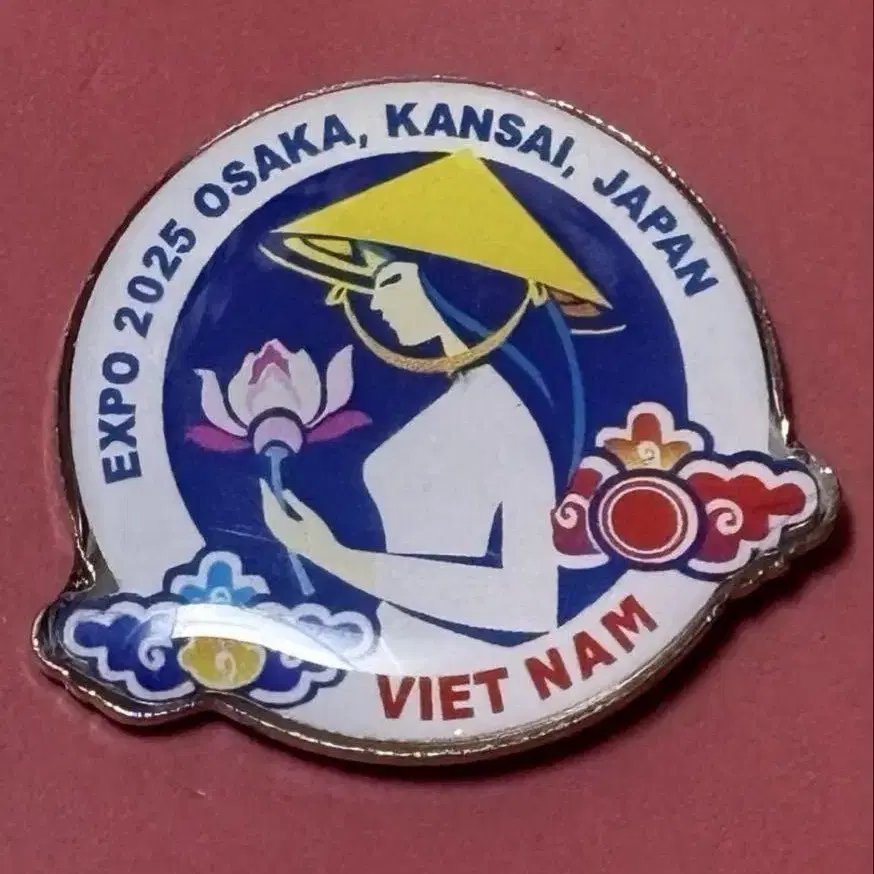 EXPO 2025 OSAKA, KANSAI, JAPAN
VIET NAM